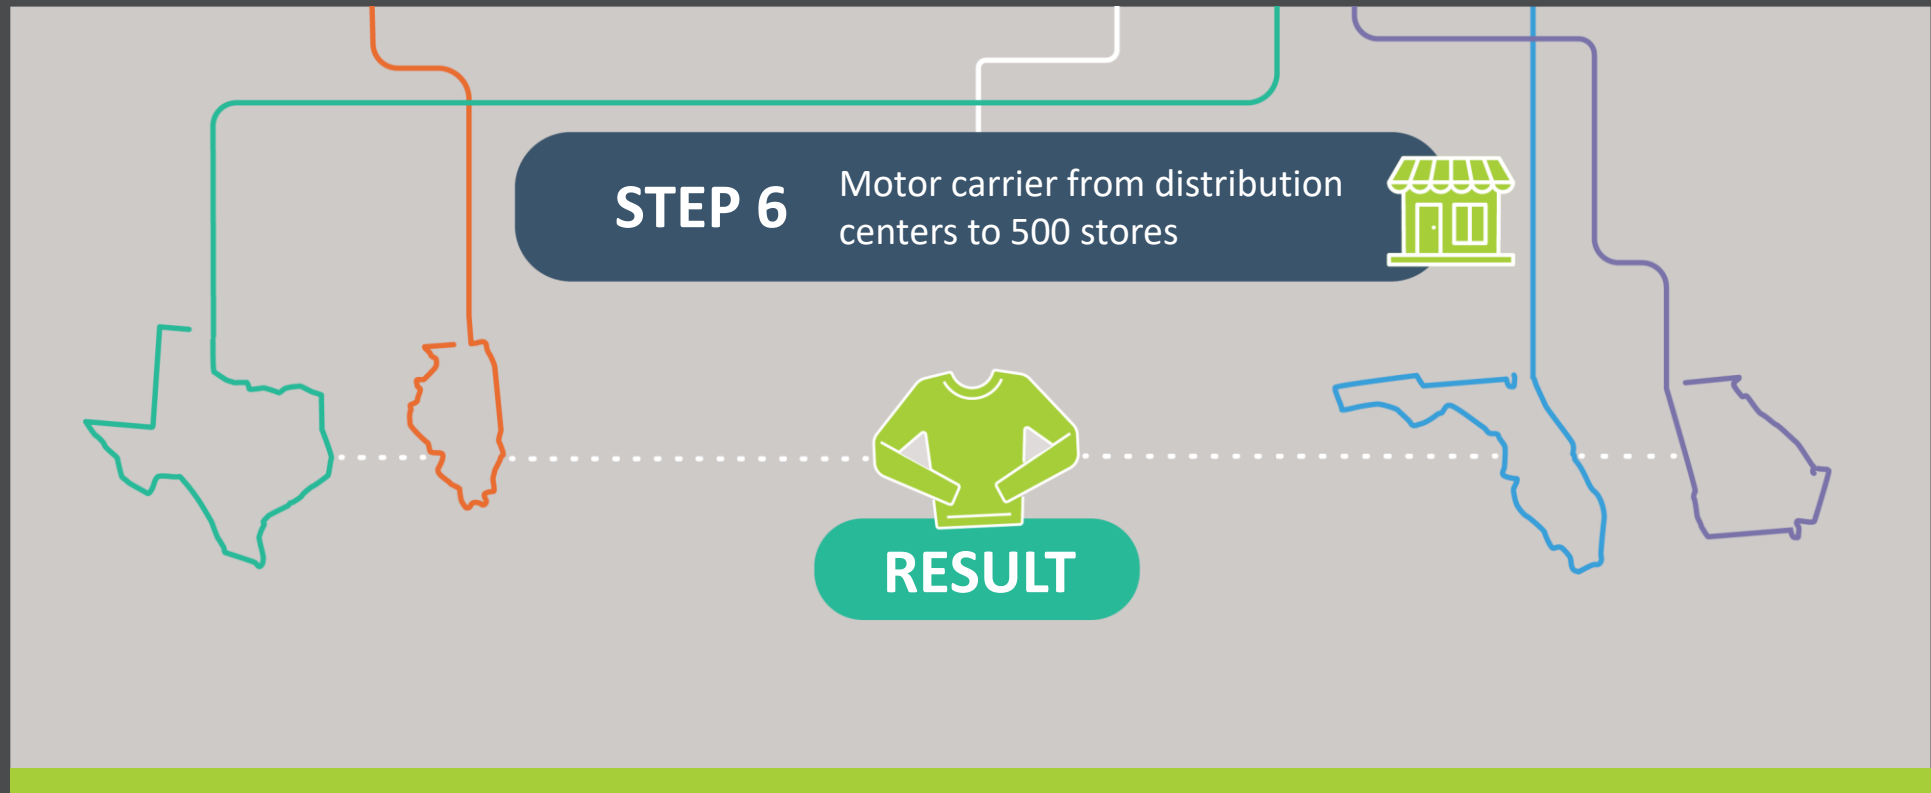 STEP 6
Motor carrier from distribution
centers to 500 stores
RESULT